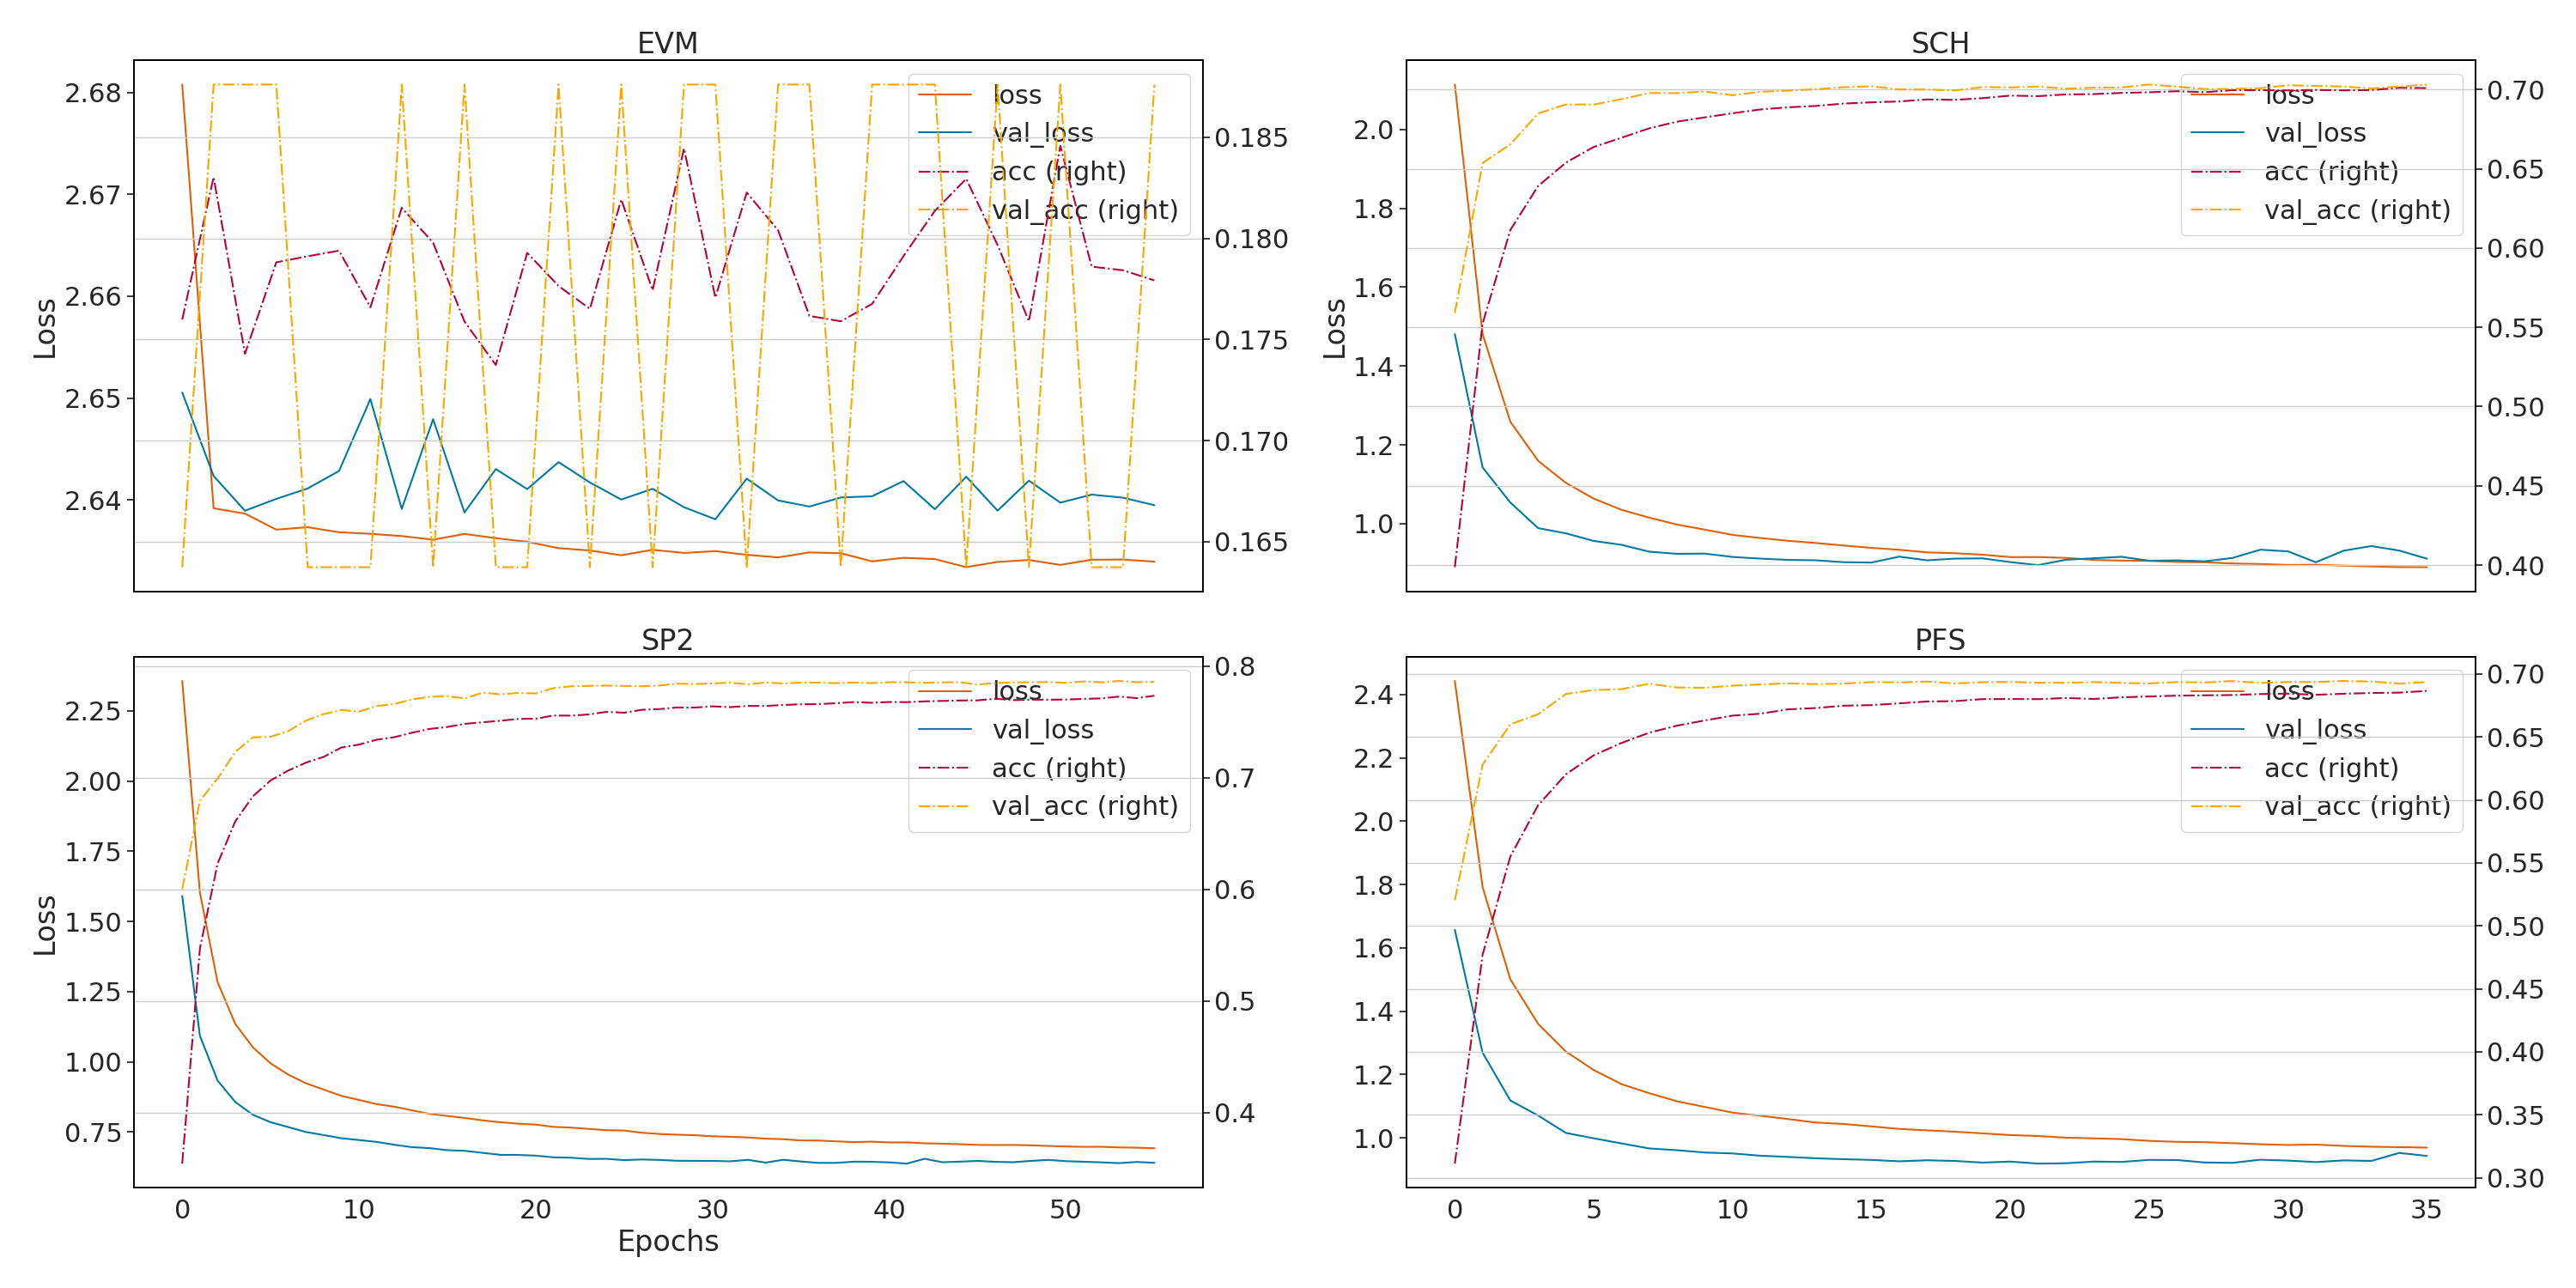 EVM
2.68
2.67
2.66
2.65
2.64
Loss
0.185
0.180
0.175
0.170
0.165
loss
val_loss
acc (right)
val_acc (right)
SCH
2.0
1.8
1.6
1.4
1.2
1.0
Loss
0.70
0.65
0.60
0.55
0.50
0.45
0.40
loss
val_loss
acc (right)
val_acc (right)
SP2
2.25
2.00
1.75
1.50
1.25
1.00
0.75
Loss
0.8
0.7
0.6
0.5
0.4
loss
val_loss
acc (right)
val_acc (right)
0 10 20 30 40 50
Epochs
PFS
2.4
2.2
2.0
1.8
1.6
1.4
1.2
1.0
0.70
0.65
0.60
0.55
0.50
0.45
0.40
0.35
0.30
loss
val_loss
acc (right)
val_acc (right)
0 5 10 15 20 25 30 35